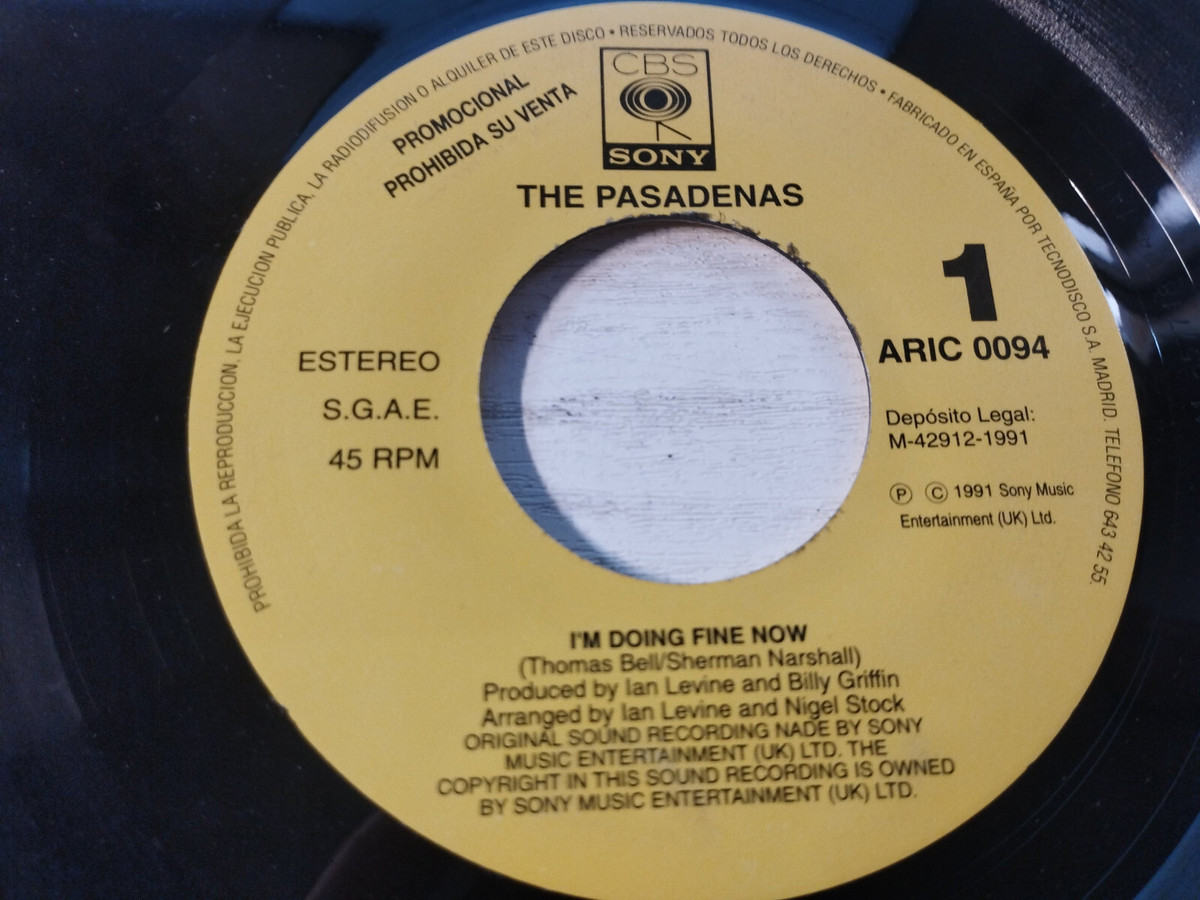 PROHIBIDA LA REPRODUCCION, LA EJECUCION PUBLICA, LA RADIODIFUSION O ALQUILER DE ESTE DISCO • RESERVADOS TODOS LOS DERECHOS • FABRICADO EN ESPAÑA POR TECNODISCO S.A. MADRID. TELEFONO 643 42 55.
PROMOCIONAL
PROHIBIDA SU VENTA
CBS
SONY
THE PASADENAS
1
ARIC 0094
ESTEREO
S.G.A.E.
45 RPM
Depósito Legal:
M-42912-1991
Ⓟ Ⓒ 1991 Sony Music
Entertainment (UK) Ltd.
I'M DOING FINE NOW
(Thomas Bell/Sherman Narshall)
Produced by Ian Levine and Billy Griffin
Arranged by Ian Levine and Nigel Stock
ORIGINAL SOUND RECORDING NADE BY SONY
MUSIC ENTERTAINMENT (UK) LTD. THE
COPYRIGHT IN THIS SOUND RECORDING IS OWNED
BY SONY MUSIC ENTERTAINMENT (UK) LTD.